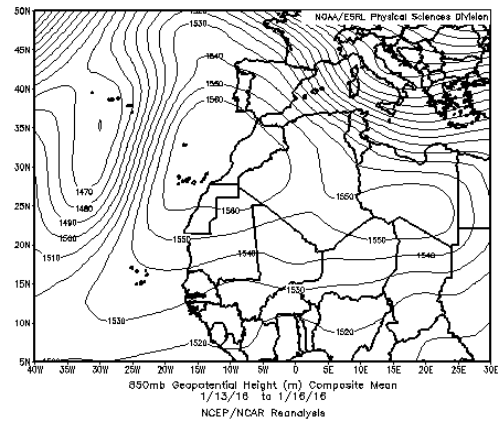 NOAA/ESRL Physical Sciences Division
50N
45N
40N
35N
30N
25N
20N
15N
10N
5N
1530
1540
1550
1560
1470
1480
1490
1500
1510
1550
1560
1540
1530
1530
1520
1550
1550
1540
1520
40W 35W 30W 25W 20W 15W 10W 5W 0 5E 10E 15E 20E 25E 30E
850mb Geopotential Height (m) Composite Mean
1/13/16 to 1/16/16
NCEP/NCAR Reanalysis